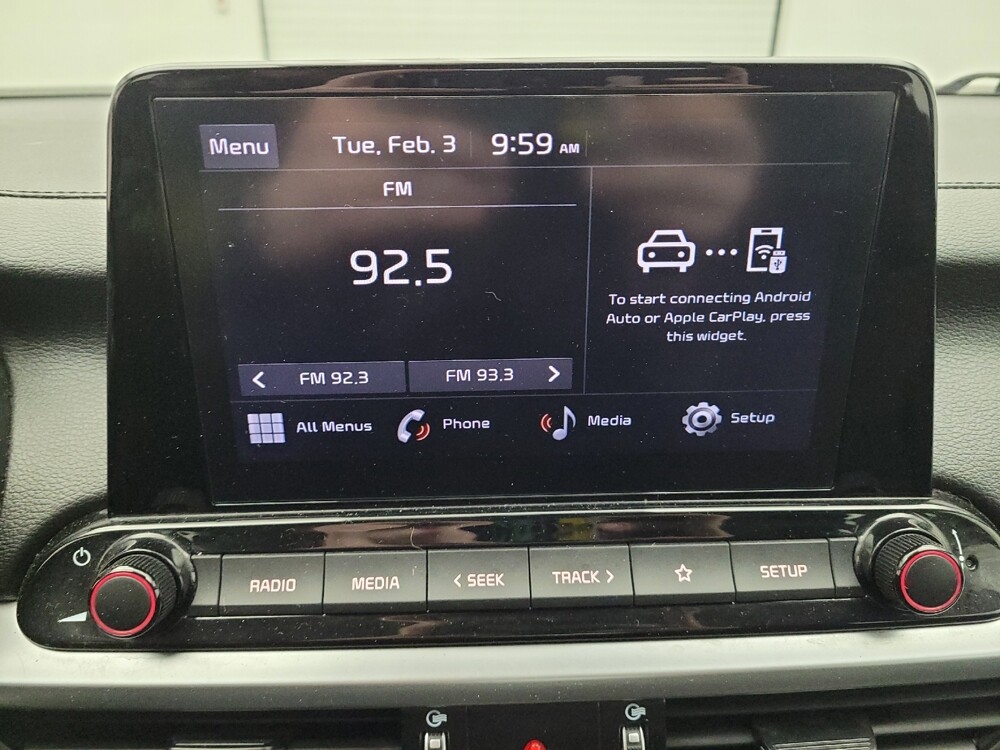 Menu Tue, Feb. 3 9:59 AM
FM
92.5
To start connecting Android
Auto or Apple CarPlay, press
this widget.
< FM 92.3 FM 93.3 >
All Menus Phone Media Setup
RADIO MEDIA < SEEK TRACK > SETUP